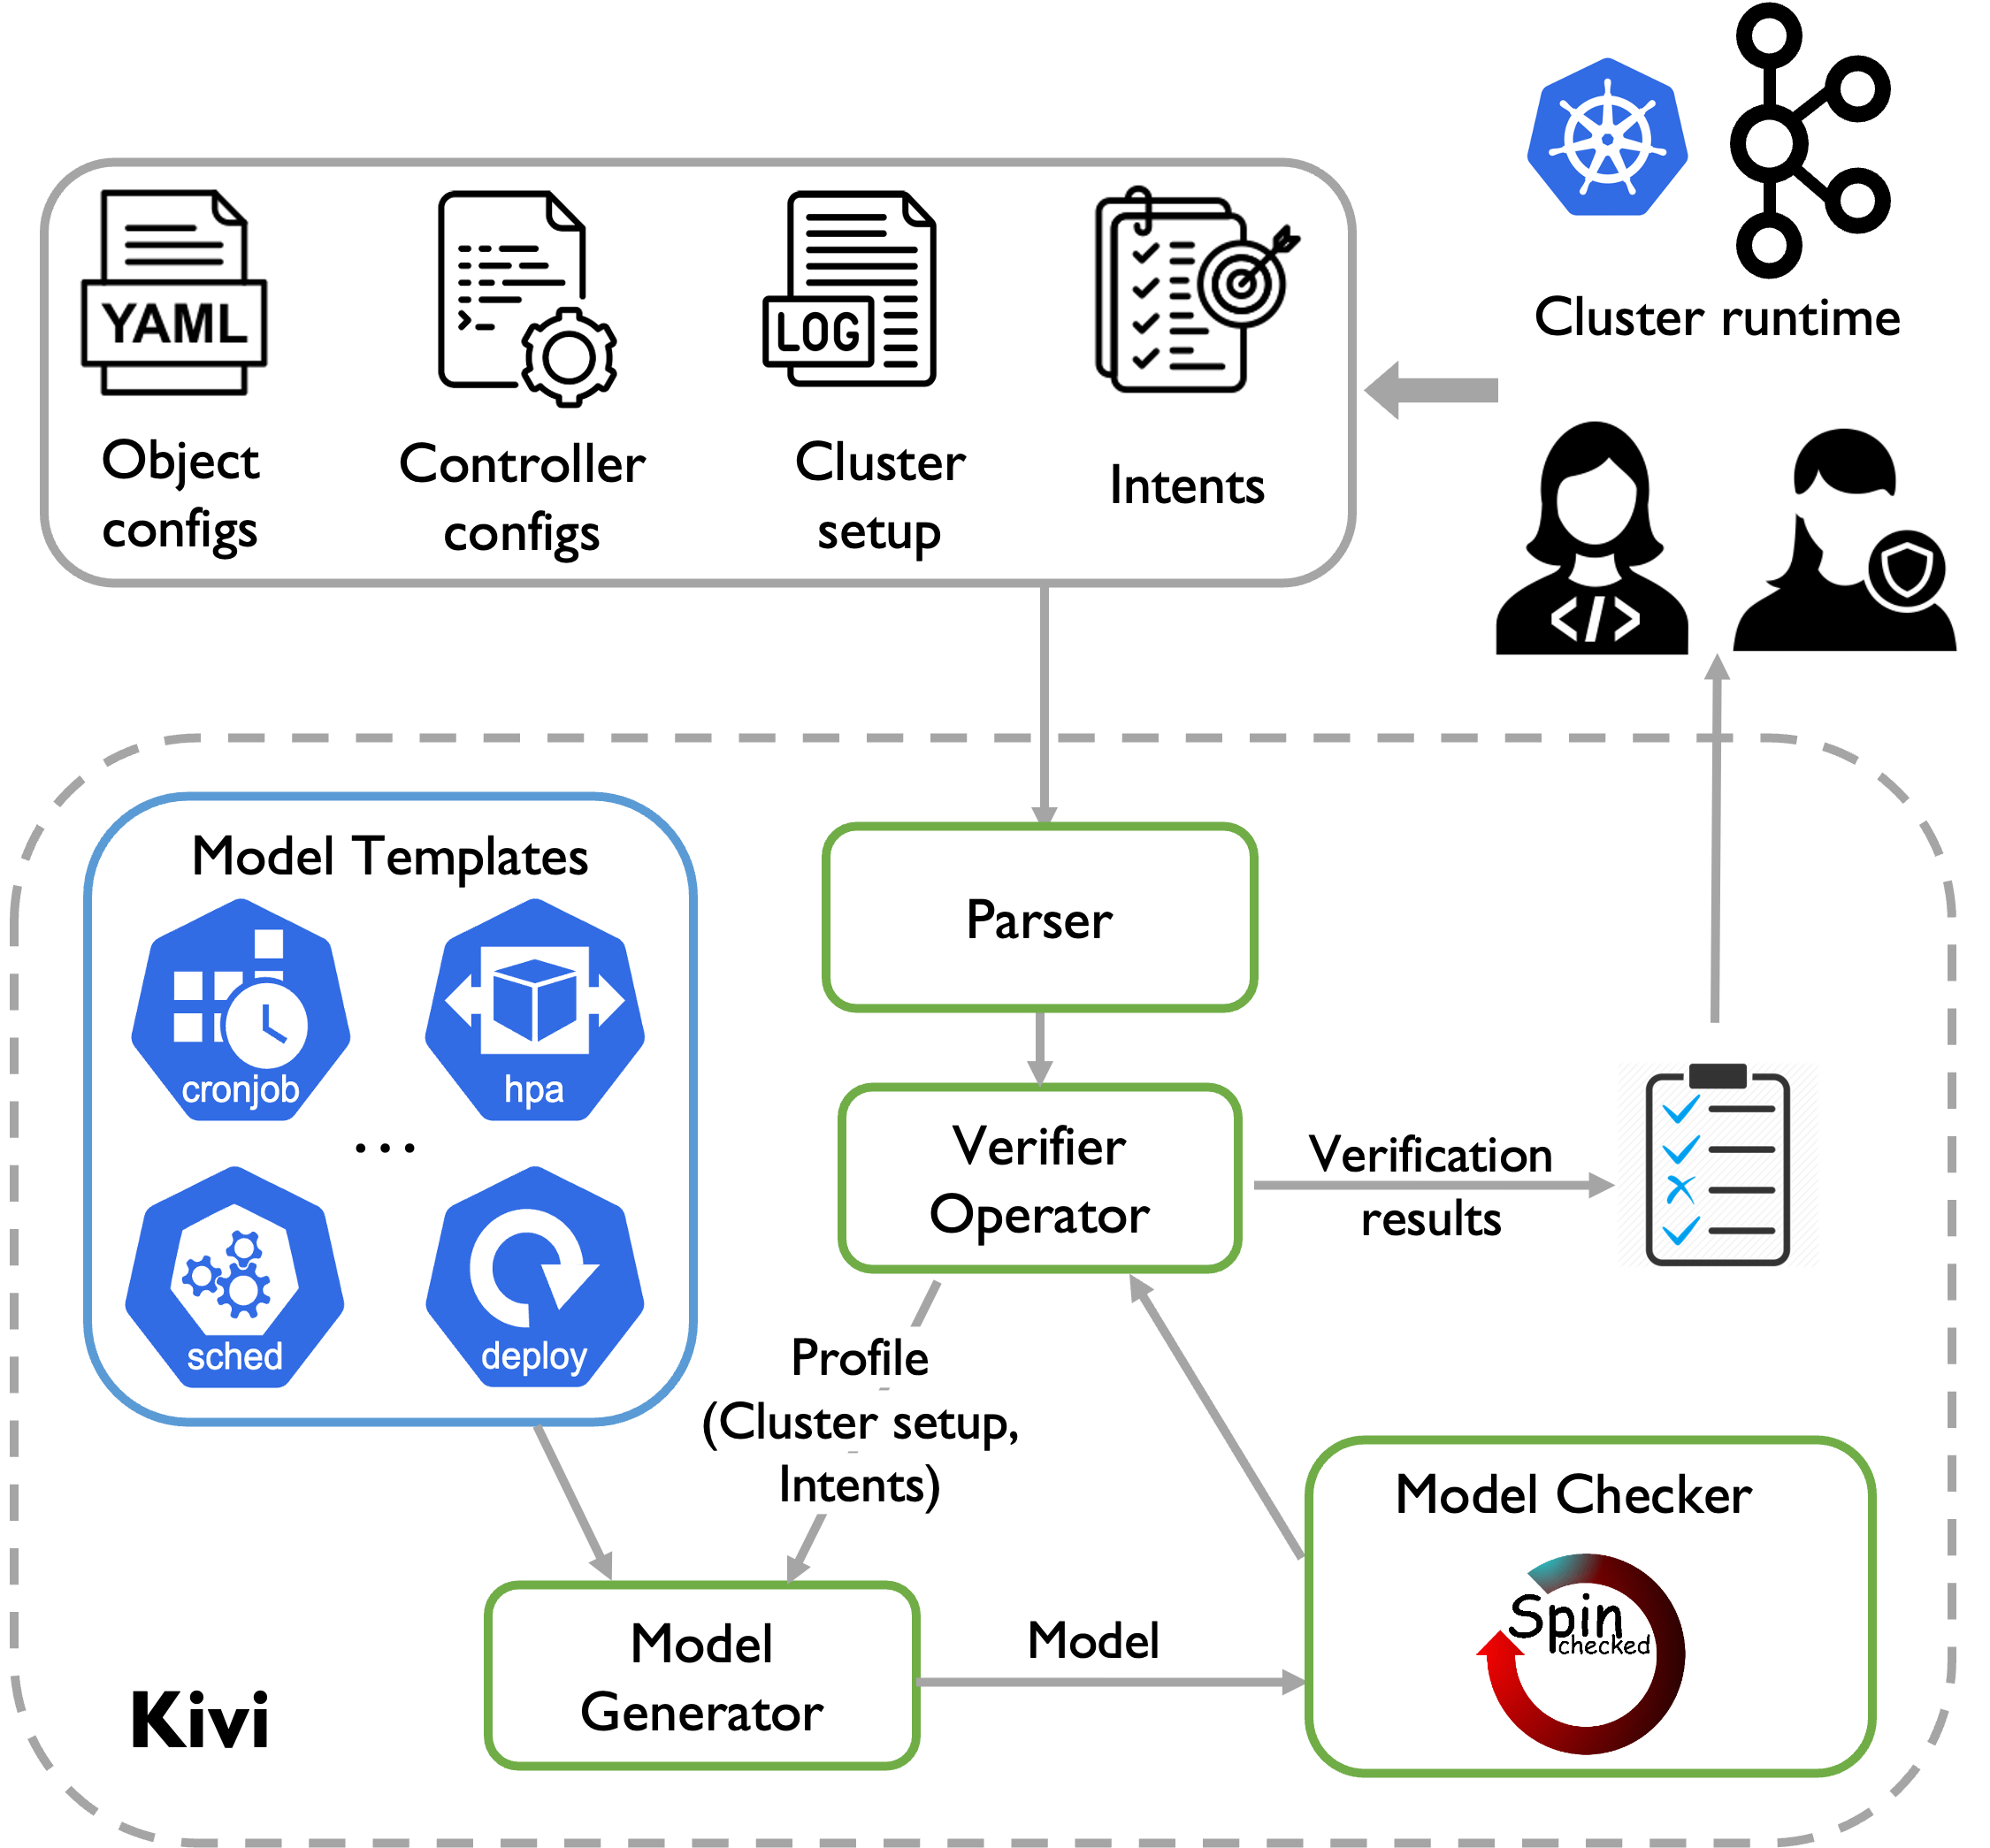 Cluster runtime
YAML
LOG
Object
configs
Controller
configs
Cluster
setup
Intents
</>
Model Templates
cronjob
hpa
...
sched
deploy
Parser
Verifier
Operator
Verification
results
Profile
(Cluster setup,
Intents)
Model
Generator
Model
Model Checker
Spin
checked
Kivi